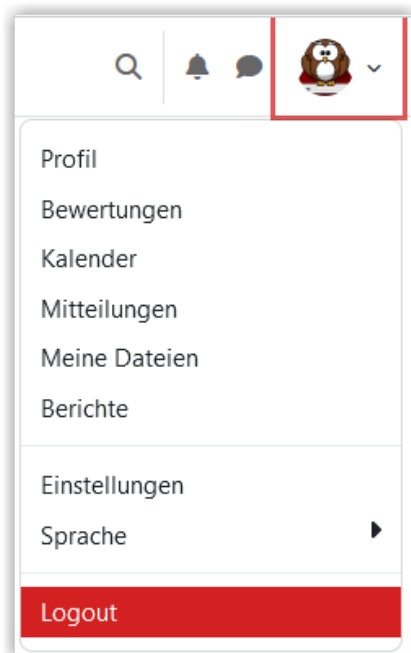 Profil
Bewertungen
Kalender
Mitteilungen
Meine Dateien
Berichte
Einstellungen
Sprache
Logout